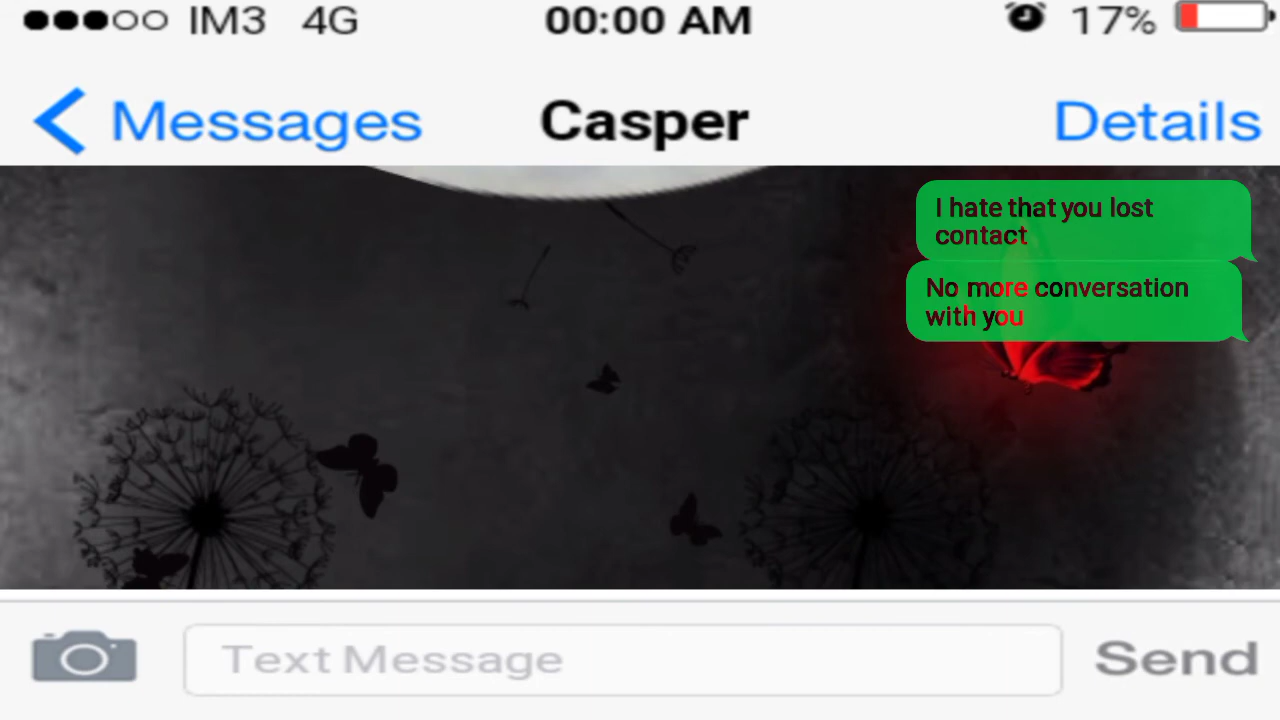 IM3 4G 00:00 AM 17%
Messages Casper Details
I hate that you lost
contact
No more conversation
with you
Text Message Send